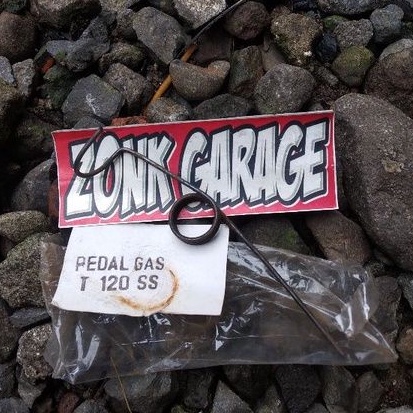 ZONK GARAGE
PEDAL GAS
T 120 SS